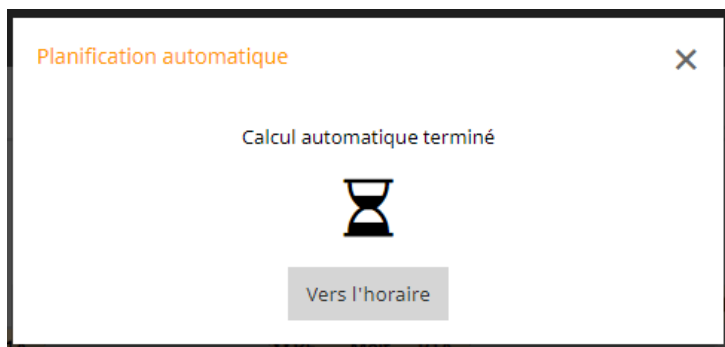 Planification automatique
Calcul automatique terminé
Vers l'horaire